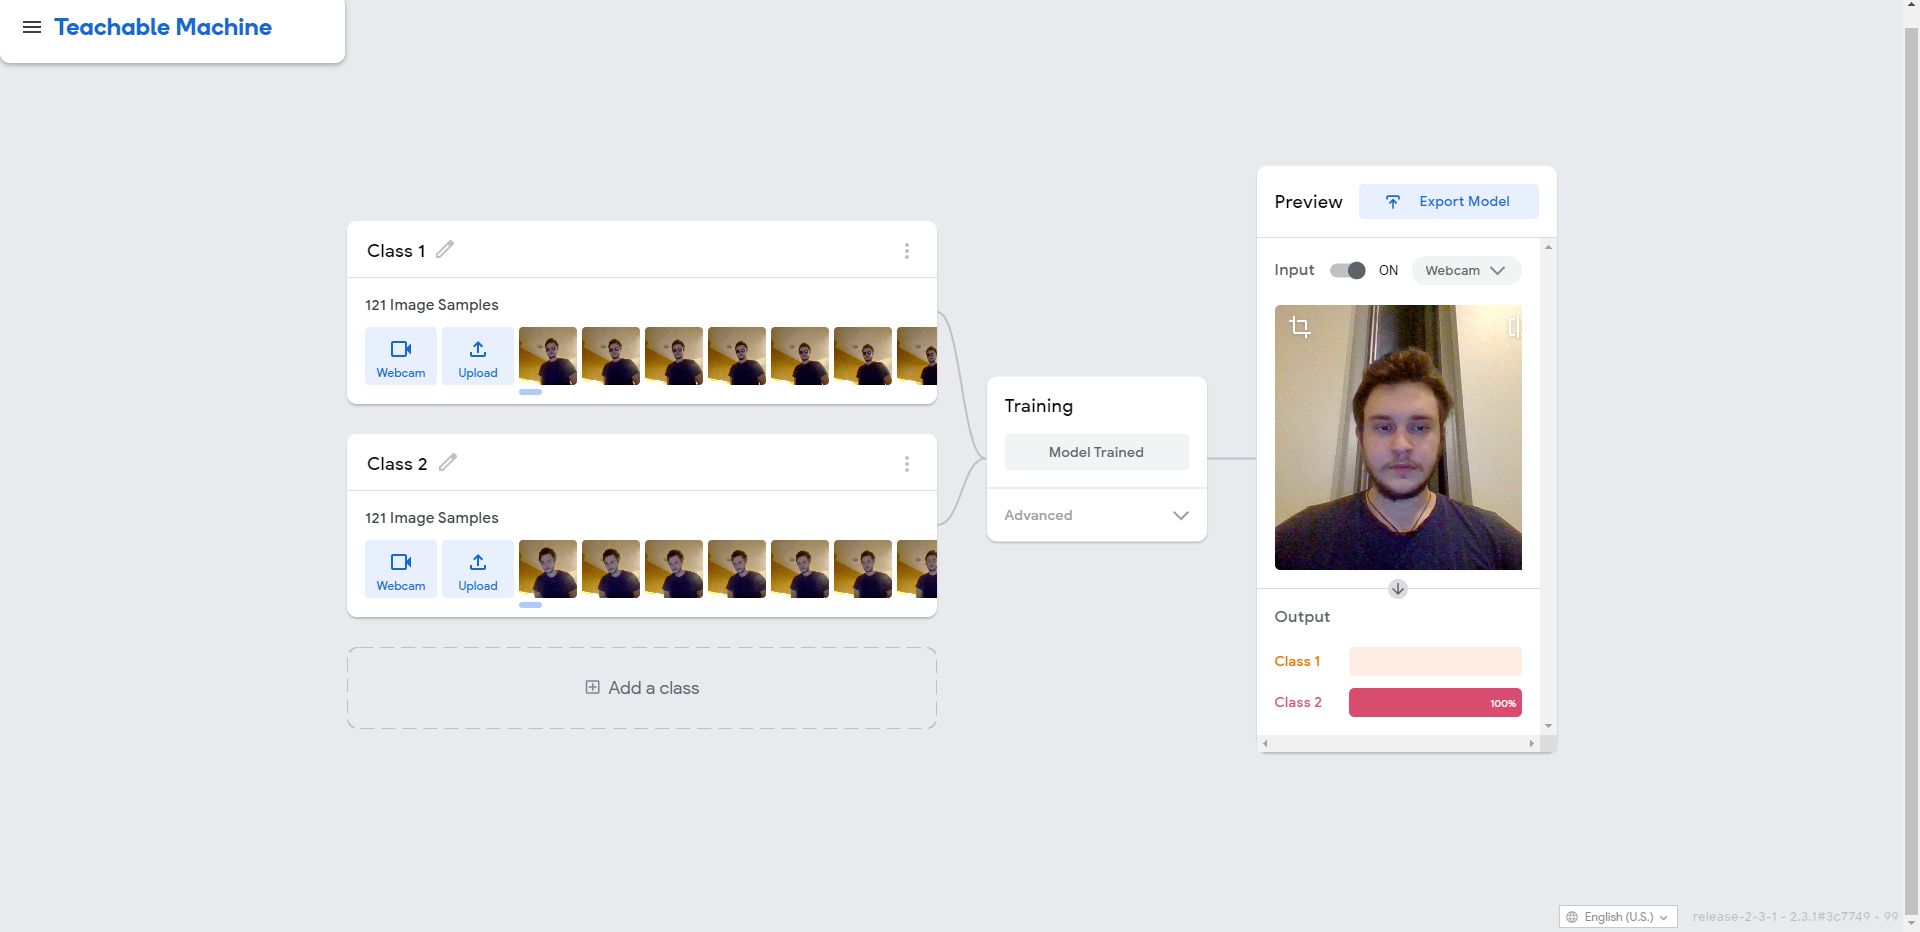 Teachable Machine
Class 1
121 Image Samples
Webcam
Upload
Class 2
121 Image Samples
Webcam
Upload
Add a class
Training
Model Trained
Advanced
Preview
Export Model
Input
ON
Webcam
Output
Class 1
Class 2
100%
English (U.S.)
release-2-3-1 - 2.3.1#3c7749 - 99